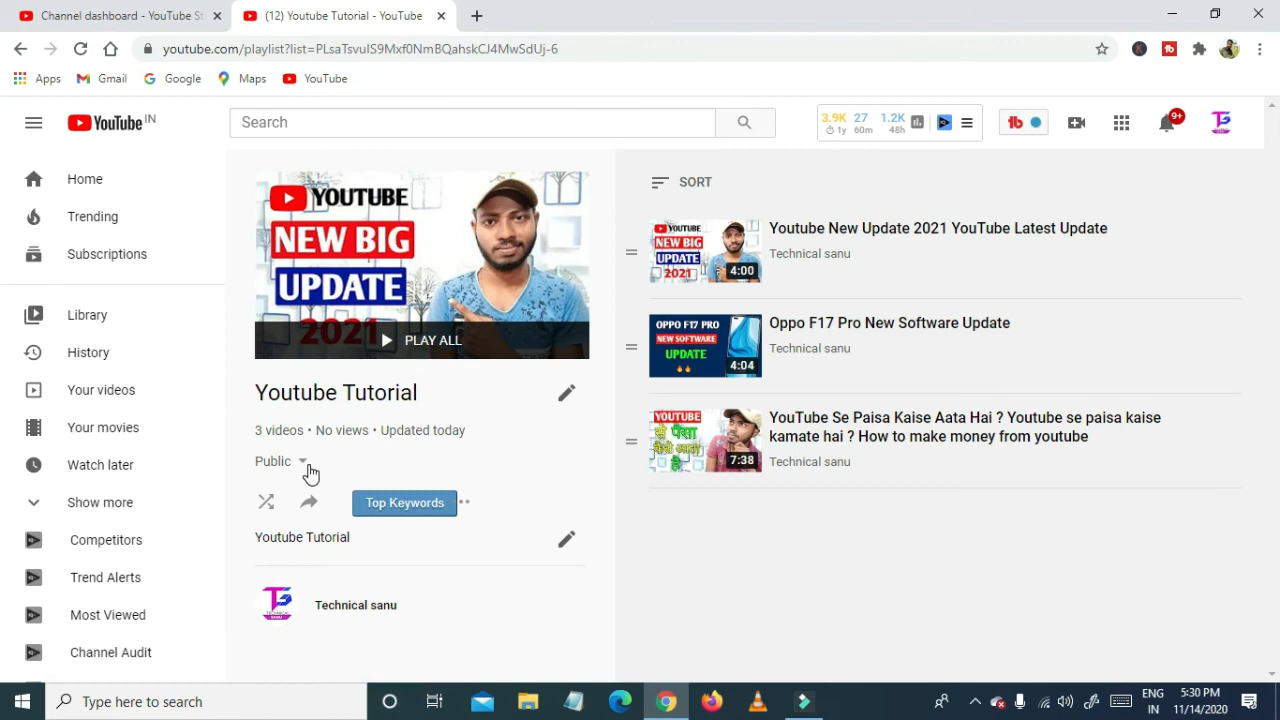 Channel dashboard - YouTube St
(12) Youtube Tutorial - YouTube
youtube.com/playlist?list=PLsaTsvuIS9Mxf0NmBQahskCJ4MwSdUj-6
Apps
Gmail
Google
Maps
YouTube
YouTube IN
Search
3.9K 27 1.2K
1y 60m 48h
9+
Home
Trending
Subscriptions
Library
History
Your videos
Your movies
Watch later
Show more
Competitors
Trend Alerts
Most Viewed
Channel Audit
YOUTUBE
NEW BIG
UPDATE
2021
PLAY ALL
Youtube Tutorial
3 videos • No views • Updated today
Public
Top Keywords
Youtube Tutorial
Technical sanu
SORT
YOUTUBE
NEW BIG
UPDATE
2021
4:00
Youtube New Update 2021 YouTube Latest Update
Technical sanu
OPPO F17 PRO
NEW SOFTWARE
UPDATE
4:04
Oppo F17 Pro New Software Update
Technical sanu
YOUTUBE
से पैसा
कैसे आता
है
7:38
YouTube Se Paisa Kaise Aata Hai ? Youtube se paisa kaise
kamate hai ? How to make money from youtube
Technical sanu
Type here to search
ENG
IN
5:30 PM
11/14/2020